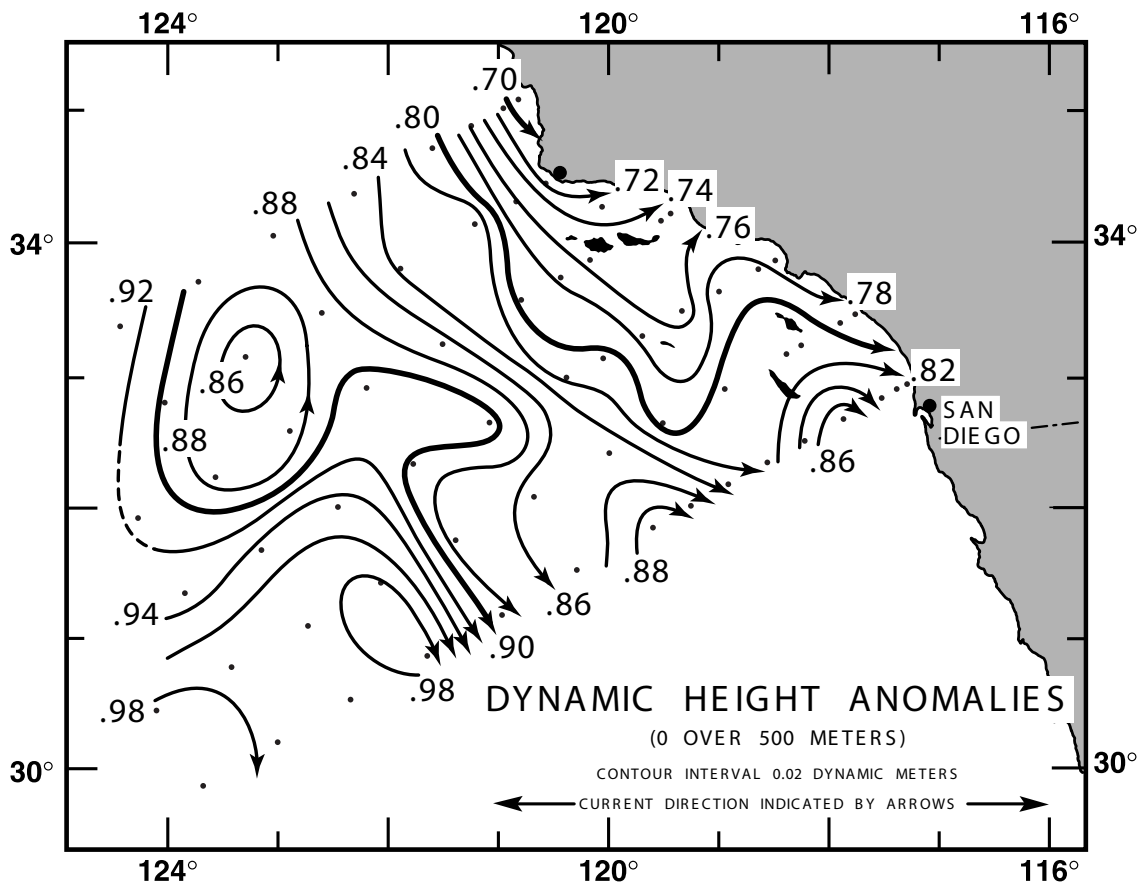 124° 120° 116°
.70
.80
.84
.72
.74
.88
.76
34° 34°
.92
.78
.86
.82
SAN
DIEGO
.88
.86
.88
.86
.94
.90
.98
.98
DYNAMIC HEIGHT ANOMALIES
(0 OVER 500 METERS)
30° 30°
CONTOUR INTERVAL 0.02 DYNAMIC METERS
CURRENT DIRECTION INDICATED BY ARROWS
124° 120° 116°